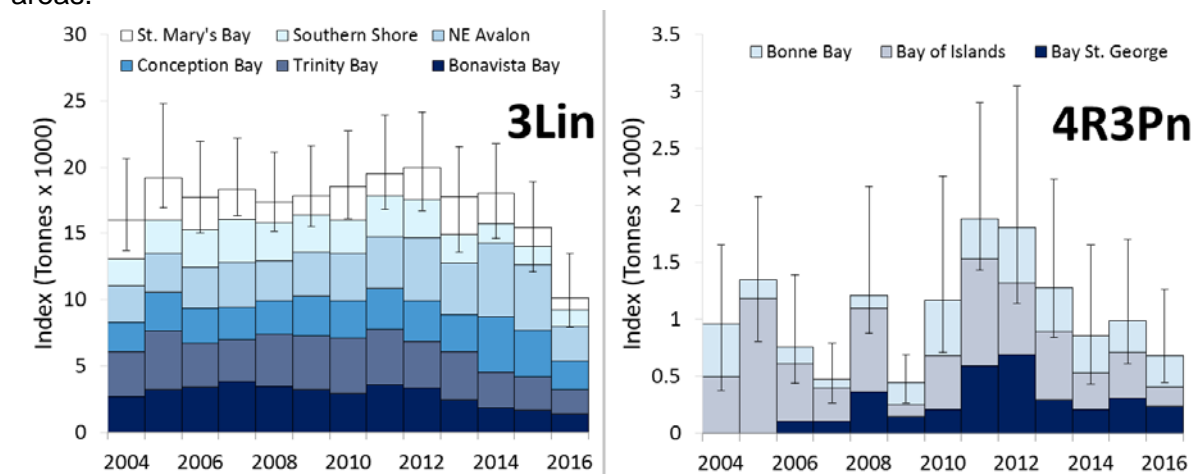 areas.
30
25
20
15
10
5
0
Index (Tonnes x 1000)
St. Mary's Bay Southern Shore NE Avalon
Conception Bay Trinity Bay Bonavista Bay
3Lin
2004 2006 2008 2010 2012 2014 2016
3.5
3
2.5
2
1.5
1
0.5
0
Index (Tonnes x 1000)
Bonne Bay Bay of Islands Bay St. George
4R3Pn
2004 2006 2008 2010 2012 2014 2016